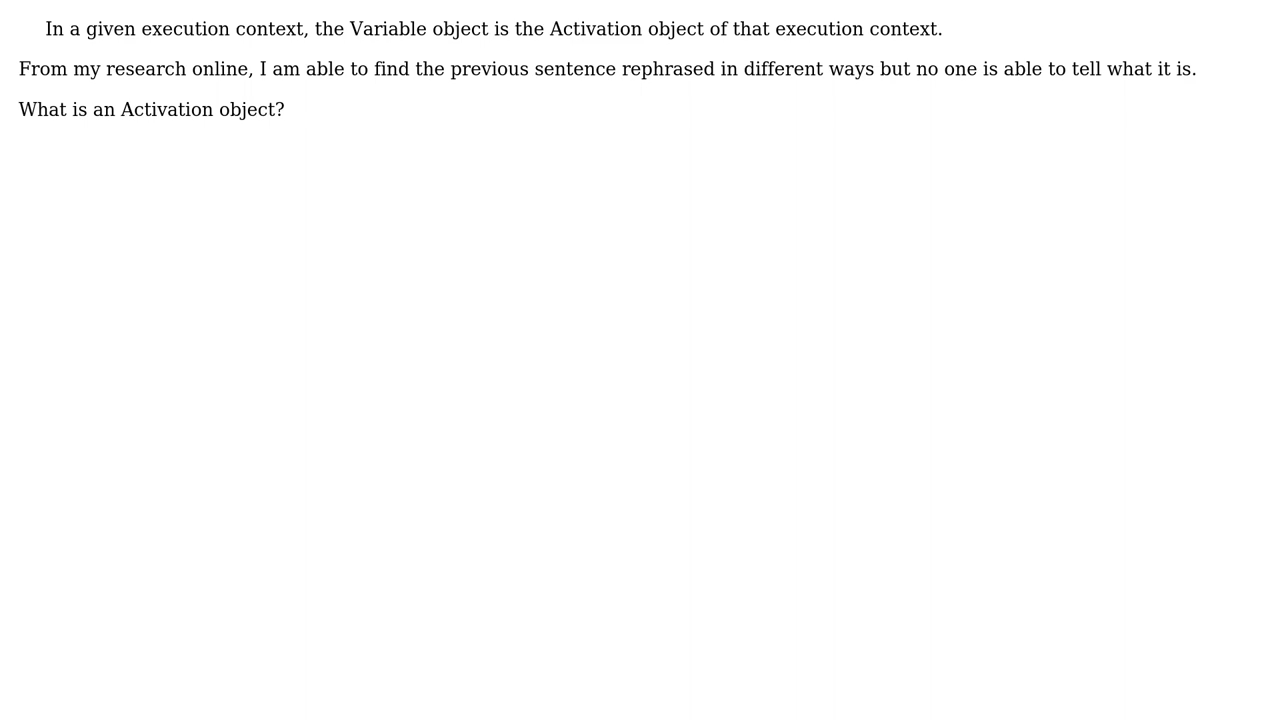 In a given execution context, the Variable object is the Activation object of that execution context.
From my research online, I am able to find the previous sentence rephrased in different ways but no one is able to tell what it is.
What is an Activation object?